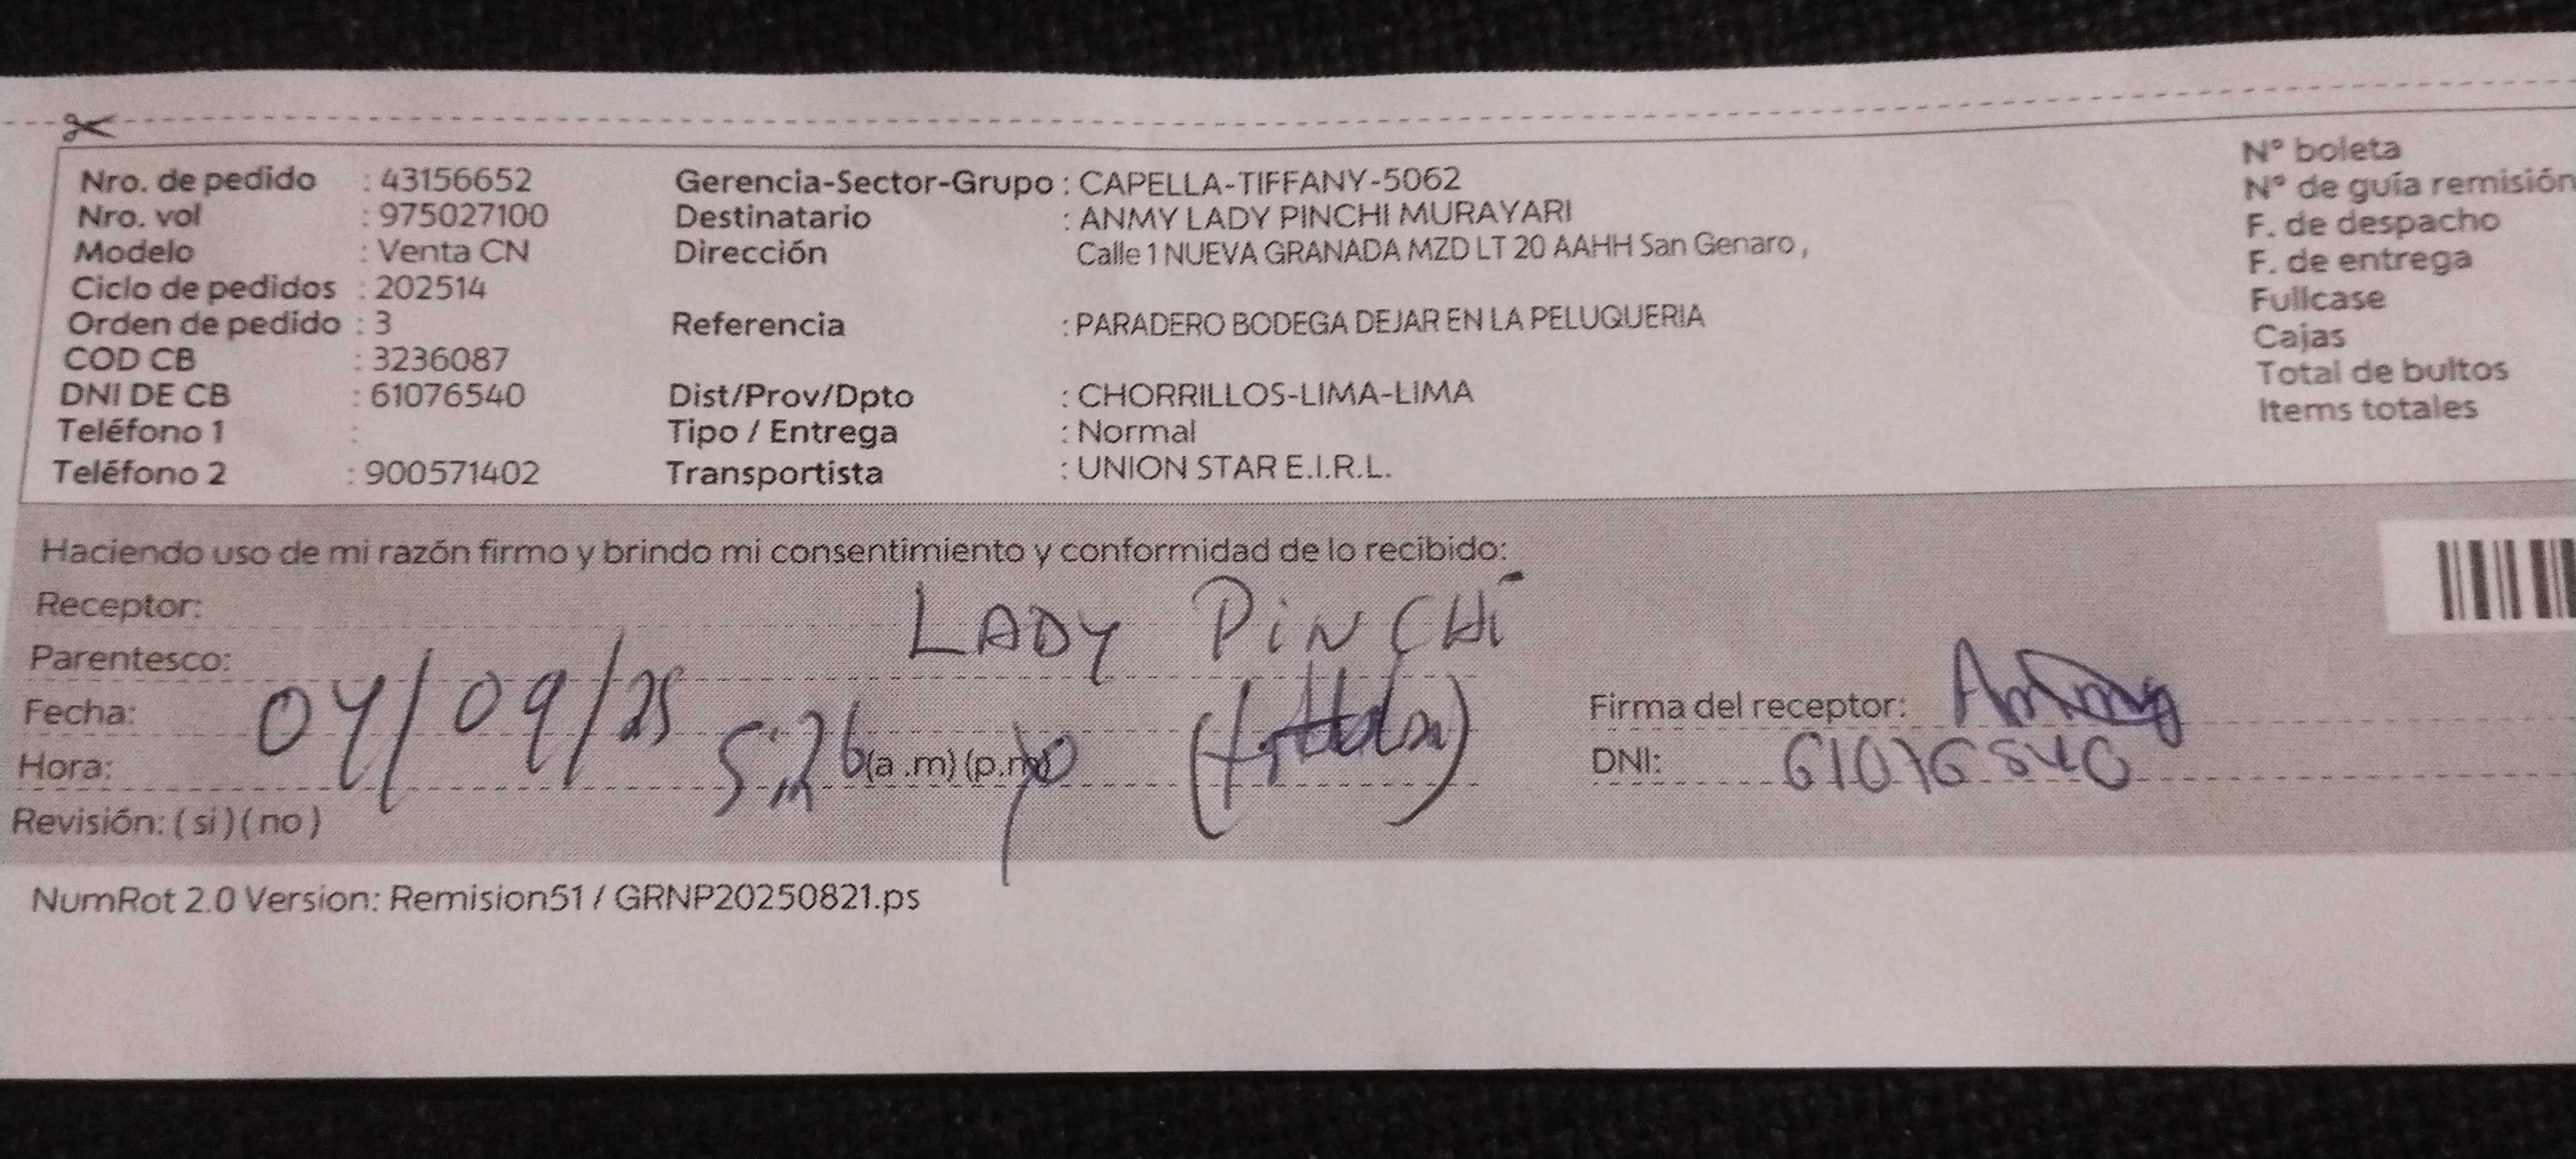 Nro. de pedido : 43156652 Gerencia-Sector-Grupo : CAPELLA-TIFFANY-5062 N° boleta
Nro. vol : 975027100 Destinatario : ANMY LADY PINCHI MURAYARI N° de guía remisión
Modelo : Venta CN Dirección Calle 1 NUEVA GRANADA MZD LT 20 AAHH San Genaro , F. de despacho
Ciclo de pedidos : 202514 F. de entrega
Orden de pedido : 3 Referencia : PARADERO BODEGA DEJAR EN LA PELUQUERIA Fullcase
COD CB : 3236087 Cajas
DNI DE CB : 61076540 Dist/Prov/Dpto : CHORRILLOS-LIMA-LIMA Total de bultos
Teléfono 1 : Tipo / Entrega : Normal Items totales
Teléfono 2 : 900571402 Transportista : UNION STAR E.I.R.L.
Haciendo uso de mi razón firmo y brindo mi consentimiento y conformidad de lo recibido:
Receptor: LADY PINCHI
Parentesco:
Fecha: 04/09/25 Firma del receptor:
Hora: 5:26 (a .m) (p.m) DNI: 61076540
Revisión: ( si ) ( no )
NumRot 2.0 Version: Remision51 / GRNP20250821.ps